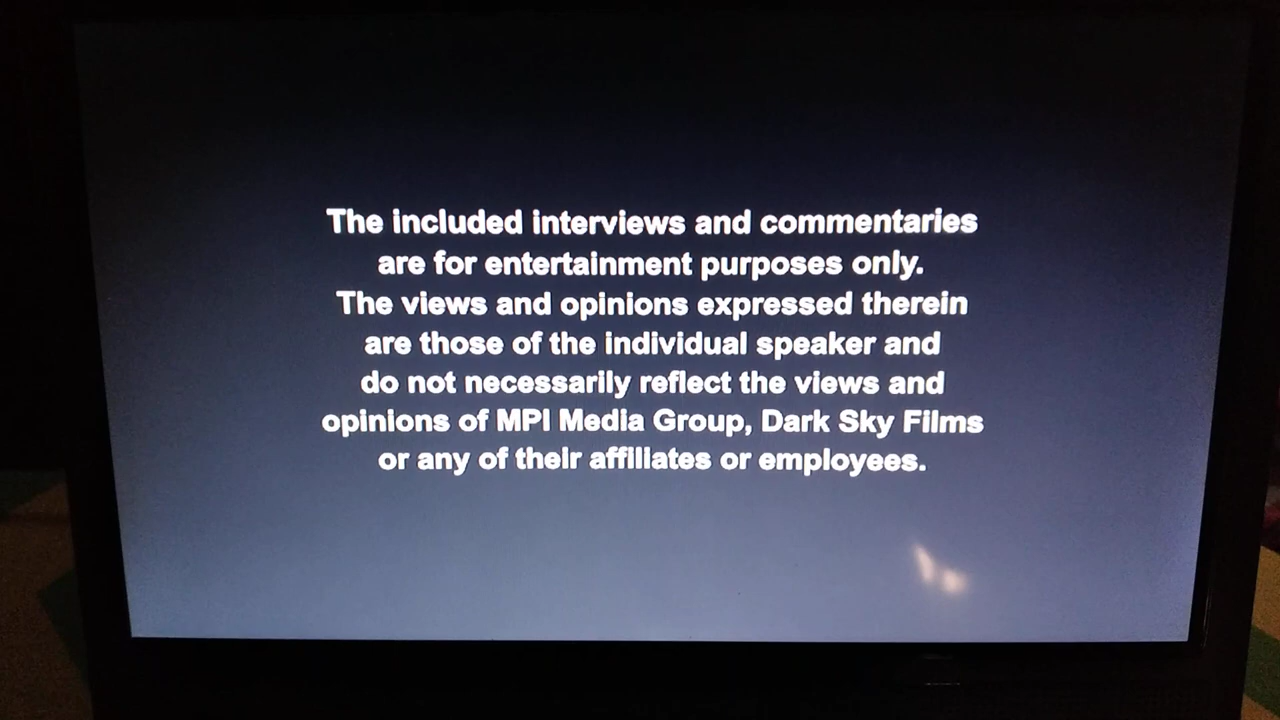 The included interviews and commentaries
are for entertainment purposes only.
The views and opinions expressed therein
are those of the individual speaker and
do not necessarily reflect the views and
opinions of MPI Media Group, Dark Sky Films
or any of their affiliates or employees.